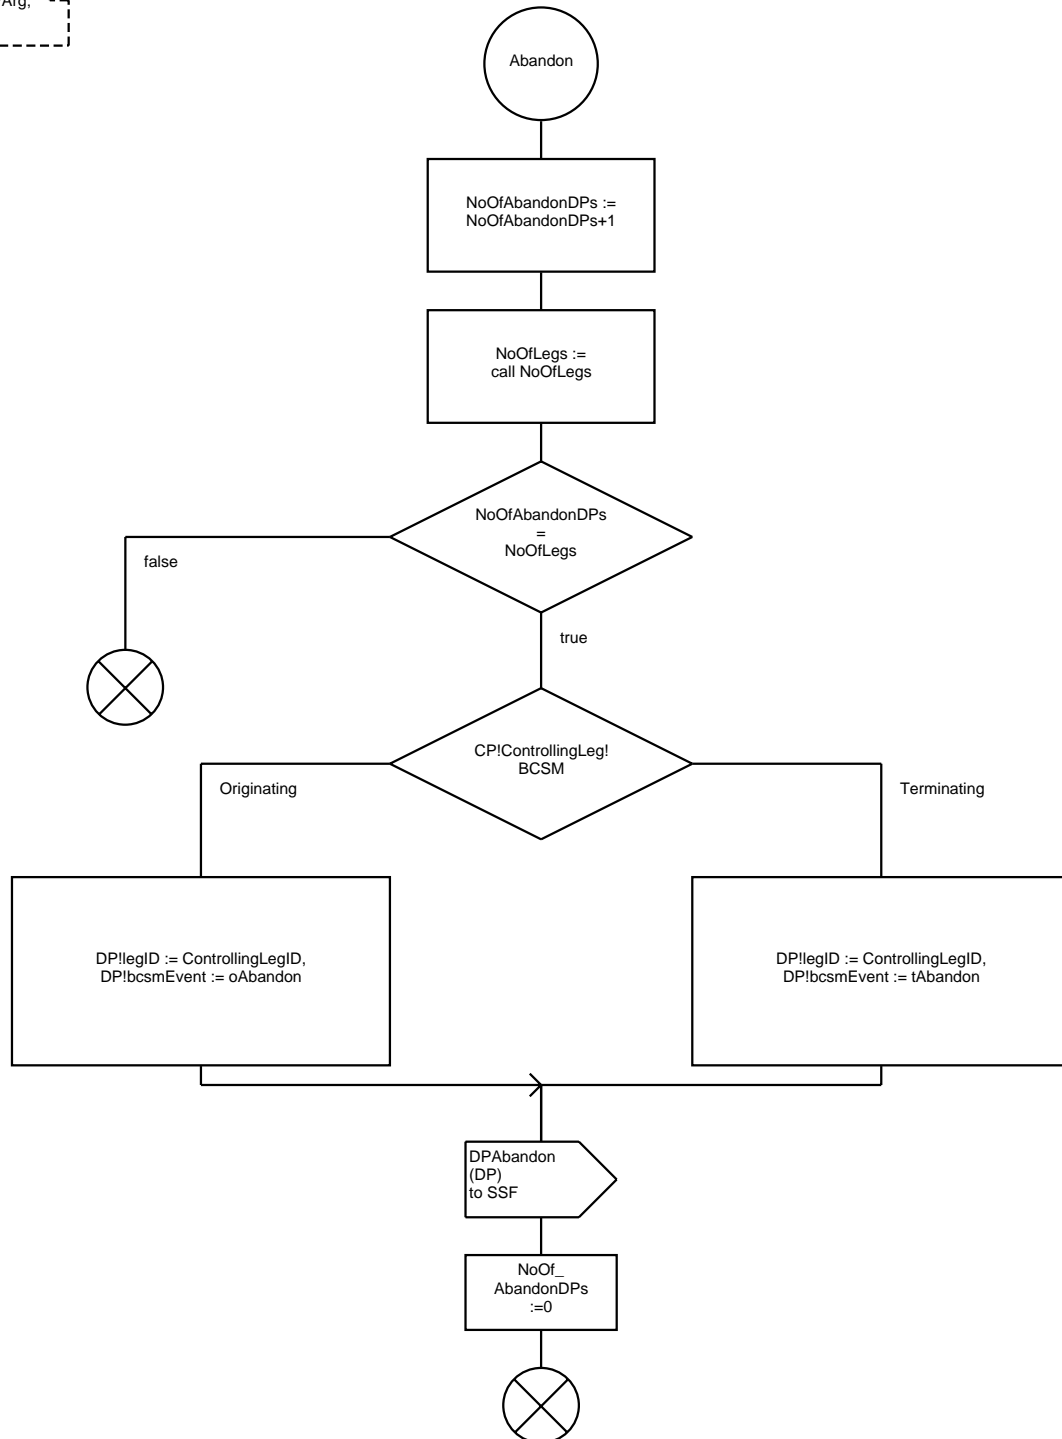 Arg,
Abandon
NoOfAbandonDPs :=
NoOfAbandonDPs+1
NoOfLegs :=
call NoOfLegs
NoOfAbandonDPs
=
NoOfLegs
false
true
CP!ControllingLeg!
BCSM
Originating
Terminating
DP!legID := ControllingLegID,
DP!bcsmEvent := oAbandon
DP!legID := ControllingLegID,
DP!bcsmEvent := tAbandon
DPAbandon
(DP)
to SSF
NoOf_
AbandonDPs
:=0